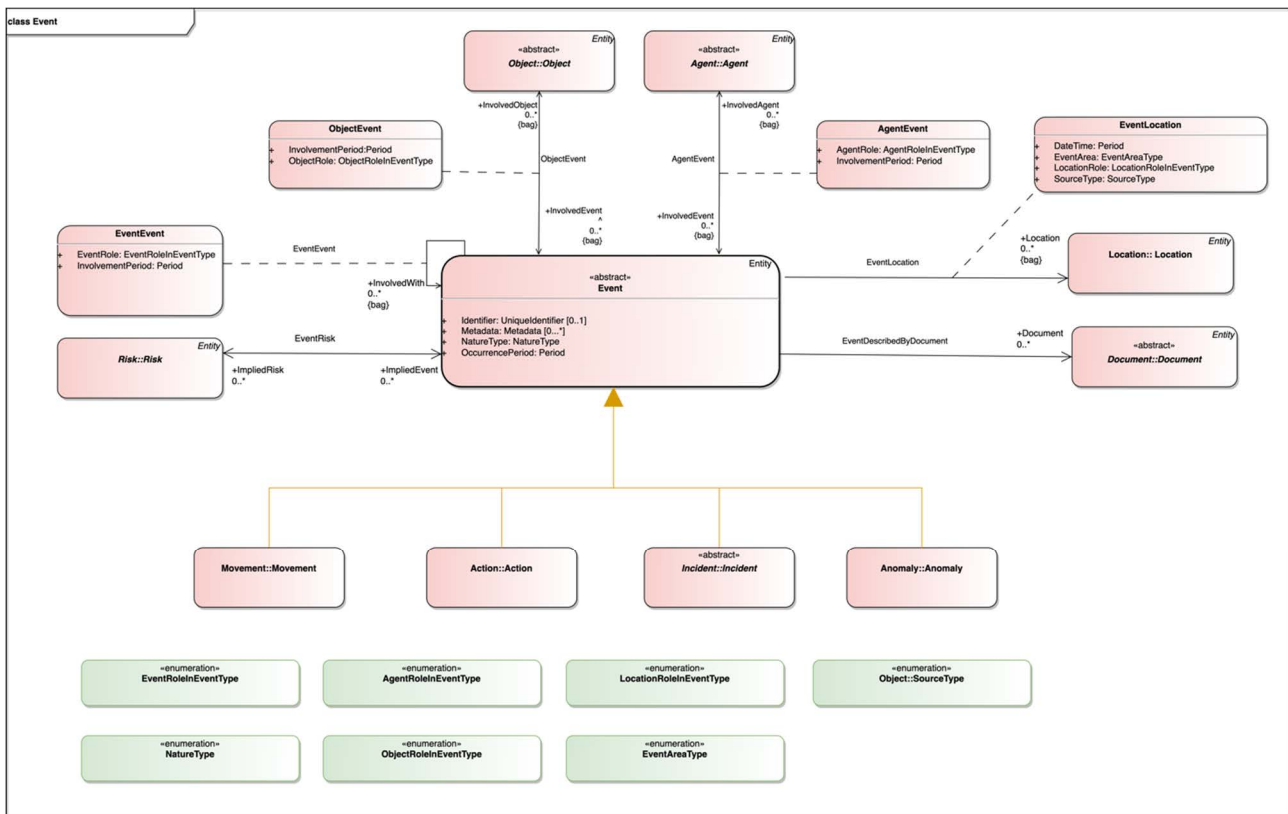 class Event
Entity
«abstract»
Object::Object
Entity
«abstract»
Agent::Agent
+InvolvedObject
0..*
{bag}
+InvolvedAgent
0..*
{bag}
ObjectEvent
+ InvolvementPeriod:Period
+ ObjectRole: ObjectRoleInEventType
AgentEvent
+ AgentRole: AgentRoleInEventType
+ InvolvementPeriod: Period
EventLocation
+ DateTime: Period
+ EventArea: EventAreaType
+ LocationRole: LocationRoleInEventType
+ SourceType: SourceType
ObjectEvent
AgentEvent
+InvolvedEvent
^
0..*
{bag}
+InvolvedEvent
0..*
{bag}
EventEvent
+ EventRole: EventRoleInEventType
+ InvolvementPeriod: Period
EventEvent
+InvolvedWith
0..*
{bag}
Entity
«abstract»
Event
+ Identifier: UniqueIdentifier [0..1]
+ Metadata: Metadata [0...*]
+ NatureType: NatureType
+ OccurrencePeriod: Period
EventLocation
+Location
0..*
{bag}
Entity
Location:: Location
Entity
Risk::Risk
EventRisk
+ImpliedRisk
0..*
+ImpliedEvent
0..*
EventDescribedByDocument
+Document
0..*
Entity
«abstract»
Document::Document
Movement::Movement
Action::Action
«abstract»
Incident::Incident
Anomaly::Anomaly
«enumeration»
EventRoleInEventType
«enumeration»
AgentRoleInEventType
«enumeration»
LocationRoleInEventType
«enumeration»
Object::SourceType
«enumeration»
NatureType
«enumeration»
ObjectRoleInEventType
«enumeration»
EventAreaType